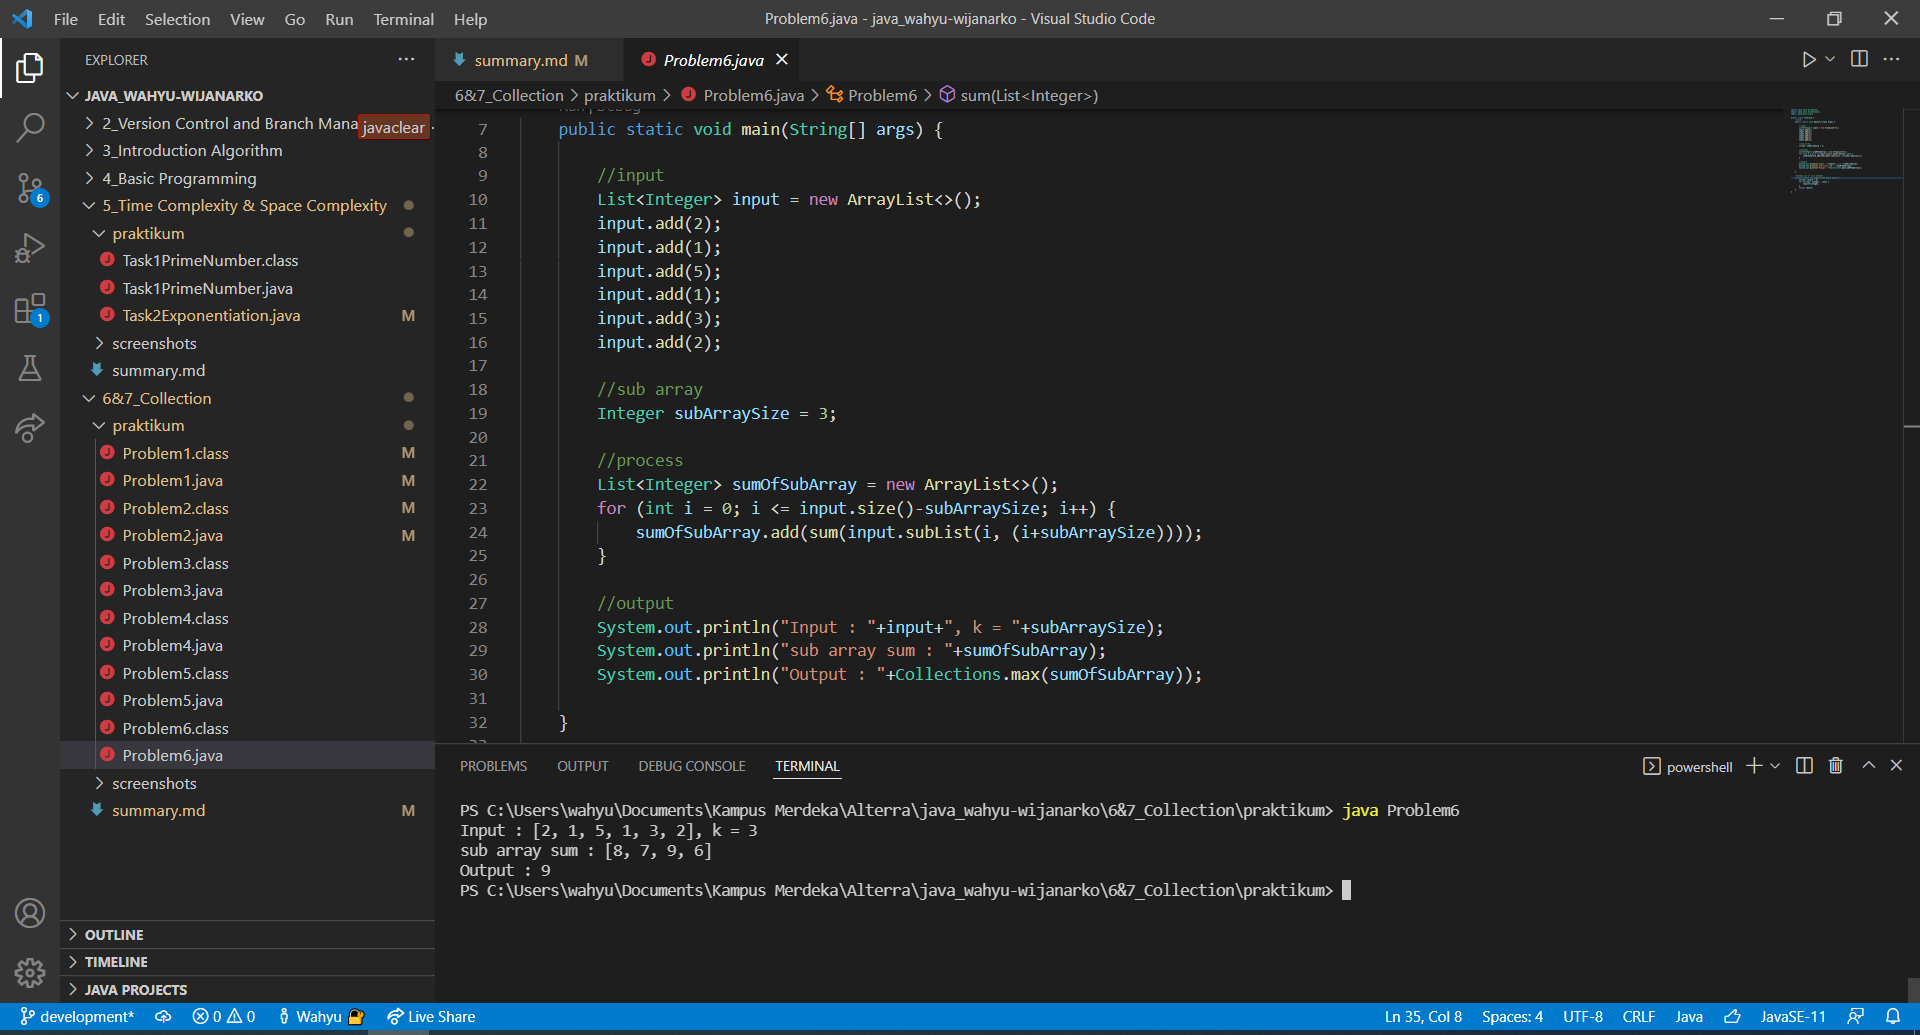 File Edit Selection View Go Run Terminal Help
Problem6.java - java_wahyu-wijanarko - Visual Studio Code
EXPLORER
JAVA_WAHYU-WIJANARKO
2_Version Control and Branch Mana
javaclear
3_Introduction Algorithm
4_Basic Programming
5_Time Complexity & Space Complexity
praktikum
Task1PrimeNumber.class
Task1PrimeNumber.java
Task2Exponentiation.java M
screenshots
summary.md
6&7_Collection
praktikum
Problem1.class M
Problem1.java M
Problem2.class M
Problem2.java M
Problem3.class
Problem3.java
Problem4.class
Problem4.java
Problem5.class
Problem5.java
Problem6.class
Problem6.java
screenshots
summary.md M
OUTLINE
TIMELINE
JAVA PROJECTS
6
1
summary.md M
Problem6.java
6&7_Collection > praktikum > Problem6.java > Problem6 > sum(List<Integer>)
7 public static void main(String[] args) {
8
9 //input
10 List<Integer> input = new ArrayList<>();
11 input.add(2);
12 input.add(1);
13 input.add(5);
14 input.add(1);
15 input.add(3);
16 input.add(2);
17
18 //sub array
19 Integer subArraySize = 3;
20
21 //process
22 List<Integer> sumOfSubArray = new ArrayList<>();
23 for (int i = 0; i <= input.size()-subArraySize; i++) {
24 sumOfSubArray.add(sum(input.subList(i, (i+subArraySize))));
25 }
26
27 //output
28 System.out.println("Input : "+input+", k = "+subArraySize);
29 System.out.println("sub array sum : "+sumOfSubArray);
30 System.out.println("Output : "+Collections.max(sumOfSubArray));
31
32 }
PROBLEMS OUTPUT DEBUG CONSOLE TERMINAL
powershell
PS C:\Users\wahyu\Documents\Kampus Merdeka\Alterra\java_wahyu-wijanarko\6&7_Collection\praktikum> java Problem6
Input : [2, 1, 5, 1, 3, 2], k = 3
sub array sum : [8, 7, 9, 6]
Output : 9
PS C:\Users\wahyu\Documents\Kampus Merdeka\Alterra\java_wahyu-wijanarko\6&7_Collection\praktikum>
development* 0 0 Wahyu Live Share
Ln 35, Col 8 Spaces: 4 UTF-8 CRLF Java JavaSE-11